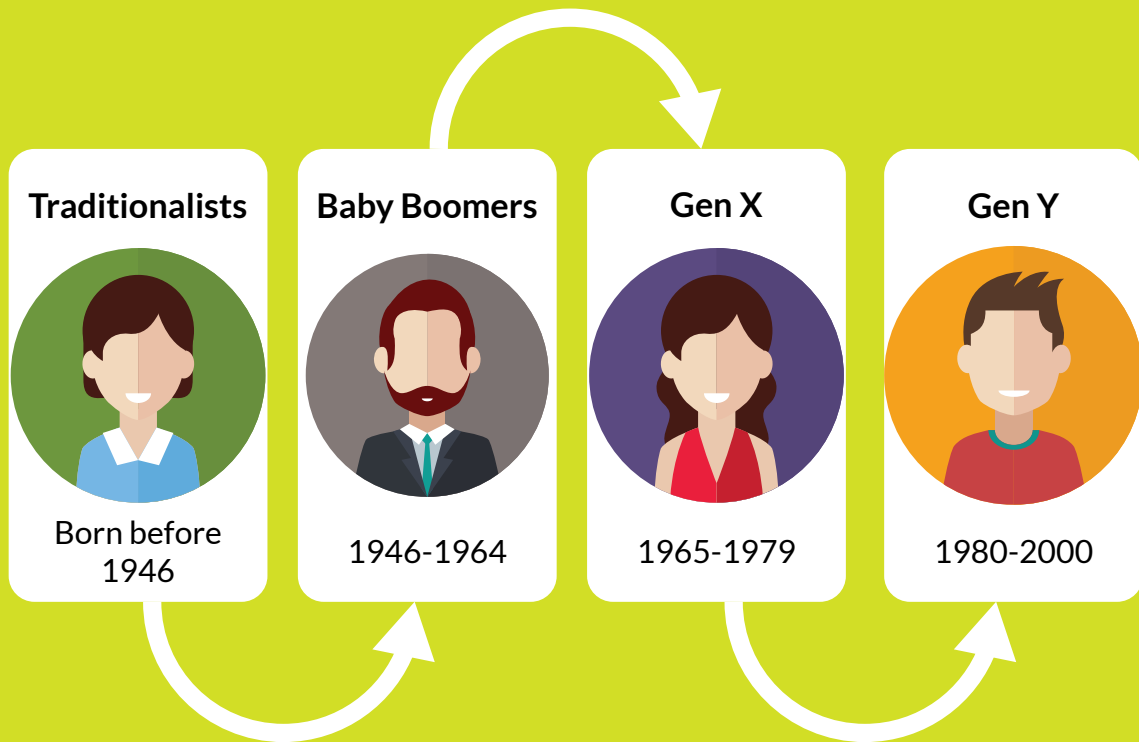 Traditionalists
Born before
1946
Baby Boomers
1946-1964
Gen X
1965-1979
Gen Y
1980-2000